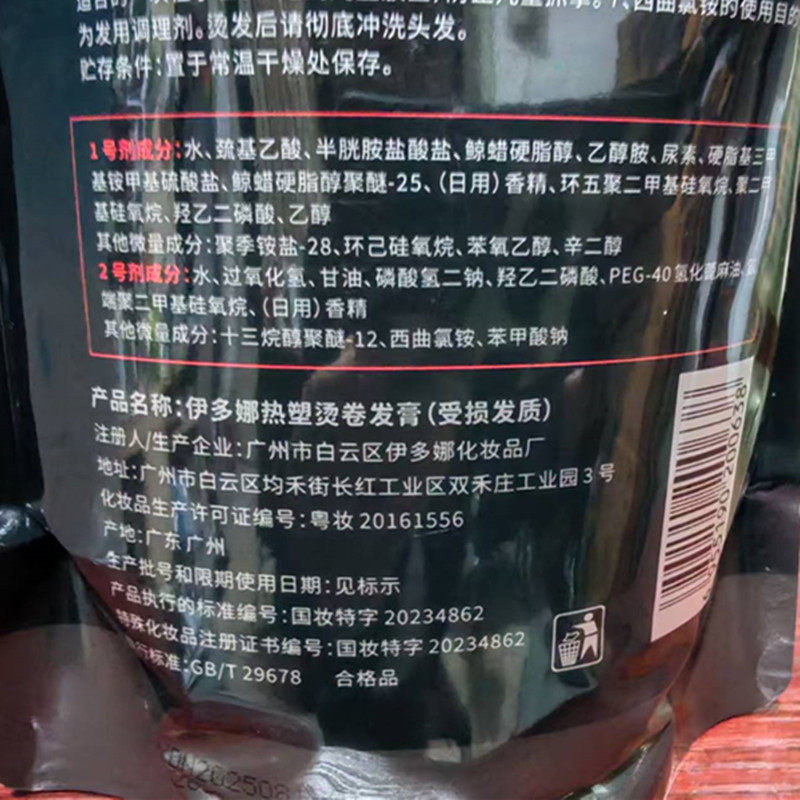 西曲氯铵的使用目的
为发用调理剂。烫发后请彻底冲洗头发。
贮存条件:置于常温干燥处保存。
1号剂成分:水、巯基乙酸、半胱胺盐酸盐、鲸蜡硬脂醇、乙醇胺、尿素、硬脂基三甲
基铵甲基硫酸盐、鲸蜡硬脂醇聚醚-25、(日用)香精、环五聚二甲基硅氧烷、聚二甲
基硅氧烷、羟乙二磷酸、乙醇
其他微量成分:聚季铵盐-28、环己硅氧烷、苯氧乙醇、辛二醇
2号剂成分:水、过氧化氢、甘油、磷酸氢二钠、羟乙二磷酸、PEG-40氢化蓖麻油、
端聚二甲基硅氧烷、(日用)香精
其他微量成分:十三烷醇聚醚-12、西曲氯铵、苯甲酸钠
产品名称:伊多娜热塑烫卷发膏(受损发质)
注册人/生产企业:广州市白云区伊多娜化妆品厂
地址:广州市白云区均禾街长红工业区双禾庄工业园3号
化妆品生产许可证编号:粤妆20161556
产地:广东 广州
生产批号和限期使用日期:见标示
产品执行的标准编号:国妆特字20234862
特殊化妆品注册证书编号:国妆特字20234862
执行标准:GB/T 29678 合格品